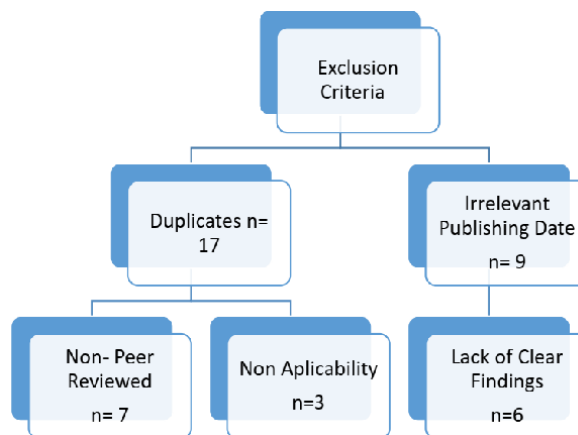 Exclusion
Criteria
Duplicates n=
17
Irrelevant
Publishing Date
n= 9
Non- Peer
Reviewed
n= 7
Non Aplicability
n=3
Lack of Clear
Findings
n=6